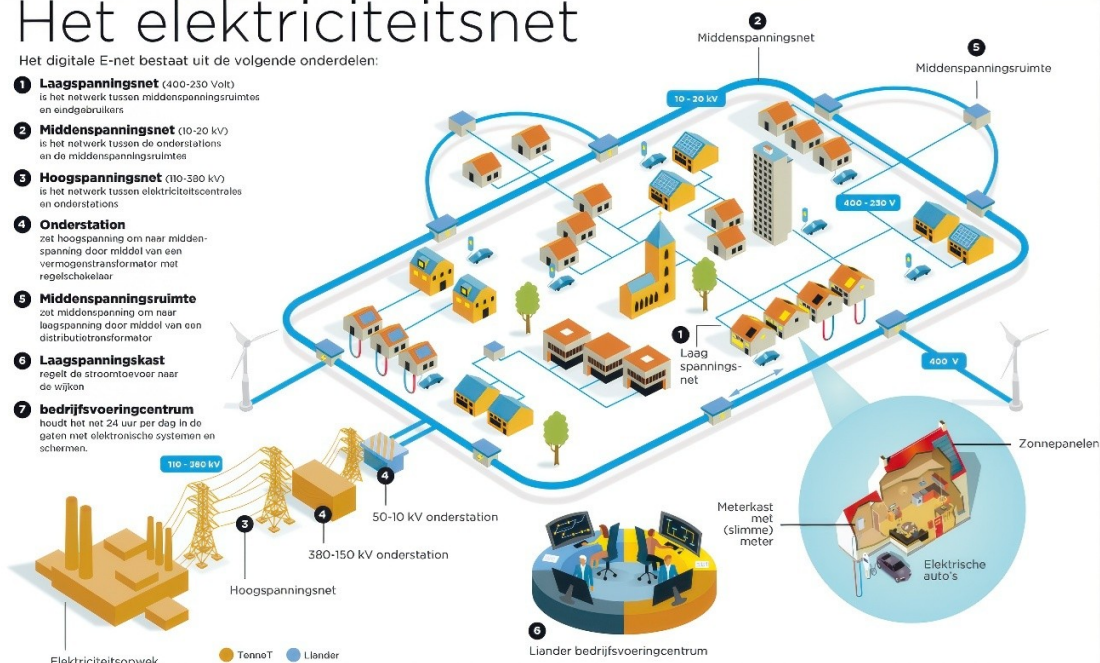 Het elektriciteitsnet
Het digitale E-net bestaat uit de volgende onderdelen:
1 Laagspanningsnet (400-230 Volt)
is het netwerk tussen middenspanningsruimtes
en eindgebruikers
2 Middenspanningsnet (10-20 kV)
is het netwerk tussen de onderstations
en de middenspanningsruimtes
3 Hoogspanningsnet (110-380 kV)
is het netwerk tussen elektriciteitscentrales
en onderstations
4 Onderstation
zet hoogspanning om naar midden-
spanning door middel van een
vermogenstransformator met
regelschakelaar
5 Middenspanningsruimte
zet middenspanning om naar
laagspanning door middel van een
distributietransformator
6 Laagspanningskast
regelt de stroomtoevoer naar
de wijken
7 bedrijfsvoeringcentrum
houdt het net 24 uur per dag in de
gaten met elektronische systemen en
schermen.
2
Middenspanningsnet
5
Middenspanningsruimte
10 - 20 kV
400 - 230 V
1
Laag
spannings-
net
400 V
110 - 380 kV
4
50-10 kV onderstation
4
380-150 kV onderstation
3
Hoogspanningsnet
Elektriciteitsopwek
TenneT
Liander
6
Liander bedrijfsvoeringcentrum
Zonnepanelen
Meterkast
met
(slimme)
meter
Elektrische
auto's